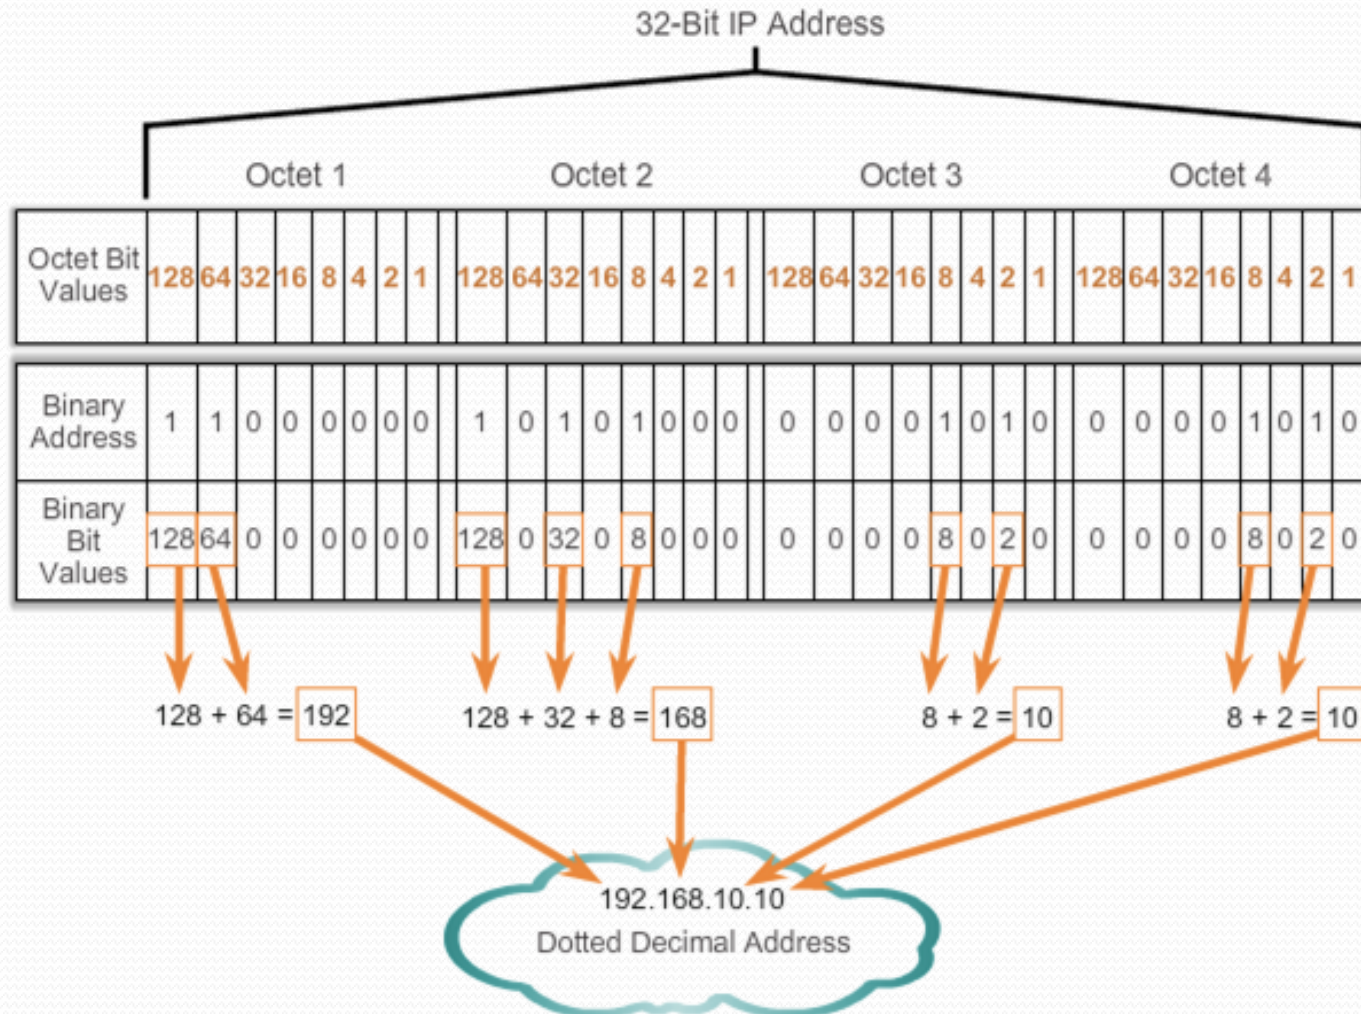 32-Bit IP Address
Octet 1 Octet 2 Octet 3 Octet 4
Octet Bit
Values
128 64 32 16 8 4 2 1 128 64 32 16 8 4 2 1 128 64 32 16 8 4 2 1 128 64 32 16 8 4 2 1
Binary
Address
1 1 0 0 0 0 0 0 1 0 1 0 1 0 0 0 0 0 0 0 1 0 1 0 0 0 0 0 1 0 1 0
Binary
Bit
Values
128 64 0 0 0 0 0 0 128 0 32 0 8 0 0 0 0 0 0 0 8 0 2 0 0 0 0 0 8 0 2 0
128 + 64 = 192 128 + 32 + 8 = 168 8 + 2 = 10 8 + 2 = 10
192.168.10.10
Dotted Decimal Address